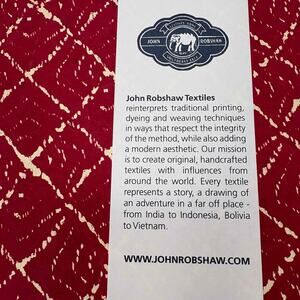 JOHN
ROBSHAW
John Robshaw Textiles
reinterprets traditional printing,
dyeing and weaving techniques
in ways that respect the integrity
of the method, while also adding
a modern aesthetic. Our mission
is to create original, handcrafted
textiles with influences from
around the world. Every textile
represents a story, a drawing of
an adventure in a far off place -
from India to Indonesia, Bolivia
to Vietnam.
WWW.JOHNROBSHAW.COM